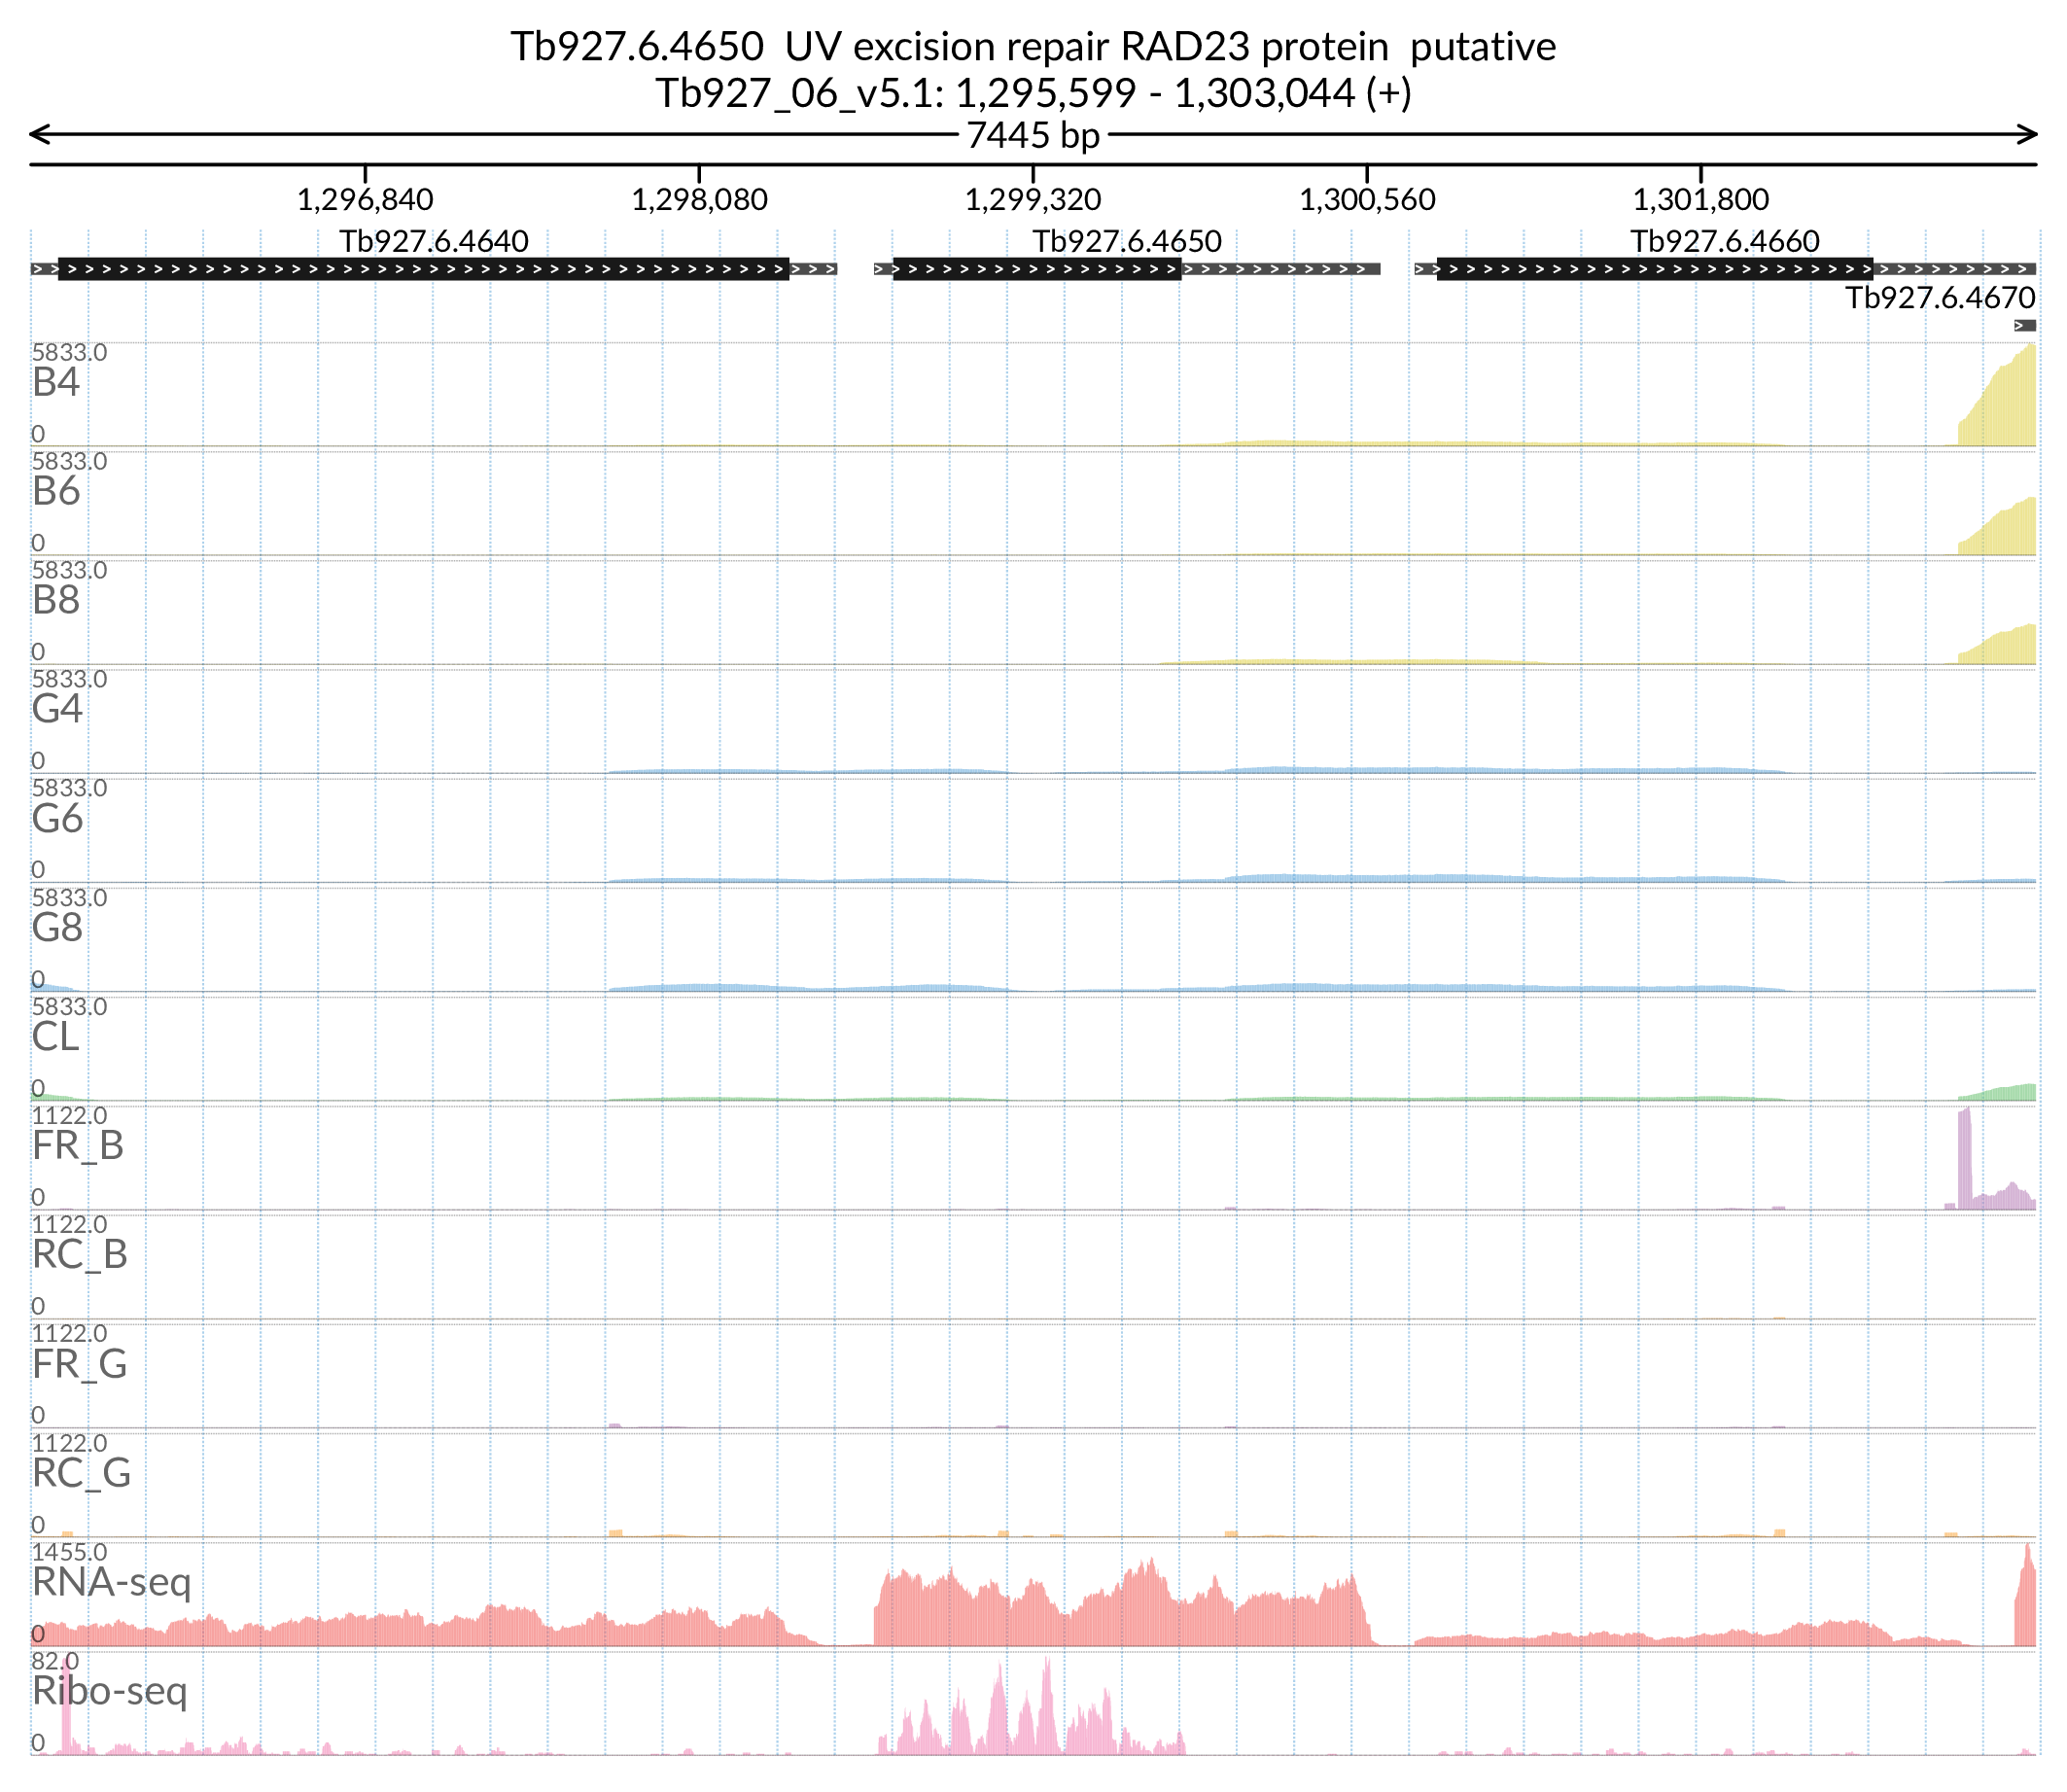 Tb927.6.4650 UV excision repair RAD23 protein putative
Tb927_06_v5.1: 1,295,599 - 1,303,044 (+)
7445 bp
1,296,840 1,298,080 1,299,320 1,300,560 1,301,800
Tb927.6.4640 Tb927.6.4650 Tb927.6.4660
Tb927.6.4670
5833.0
B4
0
5833.0
B6
0
5833.0
B8
0
5833.0
G4
0
5833.0
G6
0
5833.0
G8
0
5833.0
CL
0
1122.0
FR_B
0
1122.0
RC_B
0
1122.0
FR_G
0
1122.0
RC_G
0
1455.0
RNA-seq
0
82.0
Ribo-seq
0